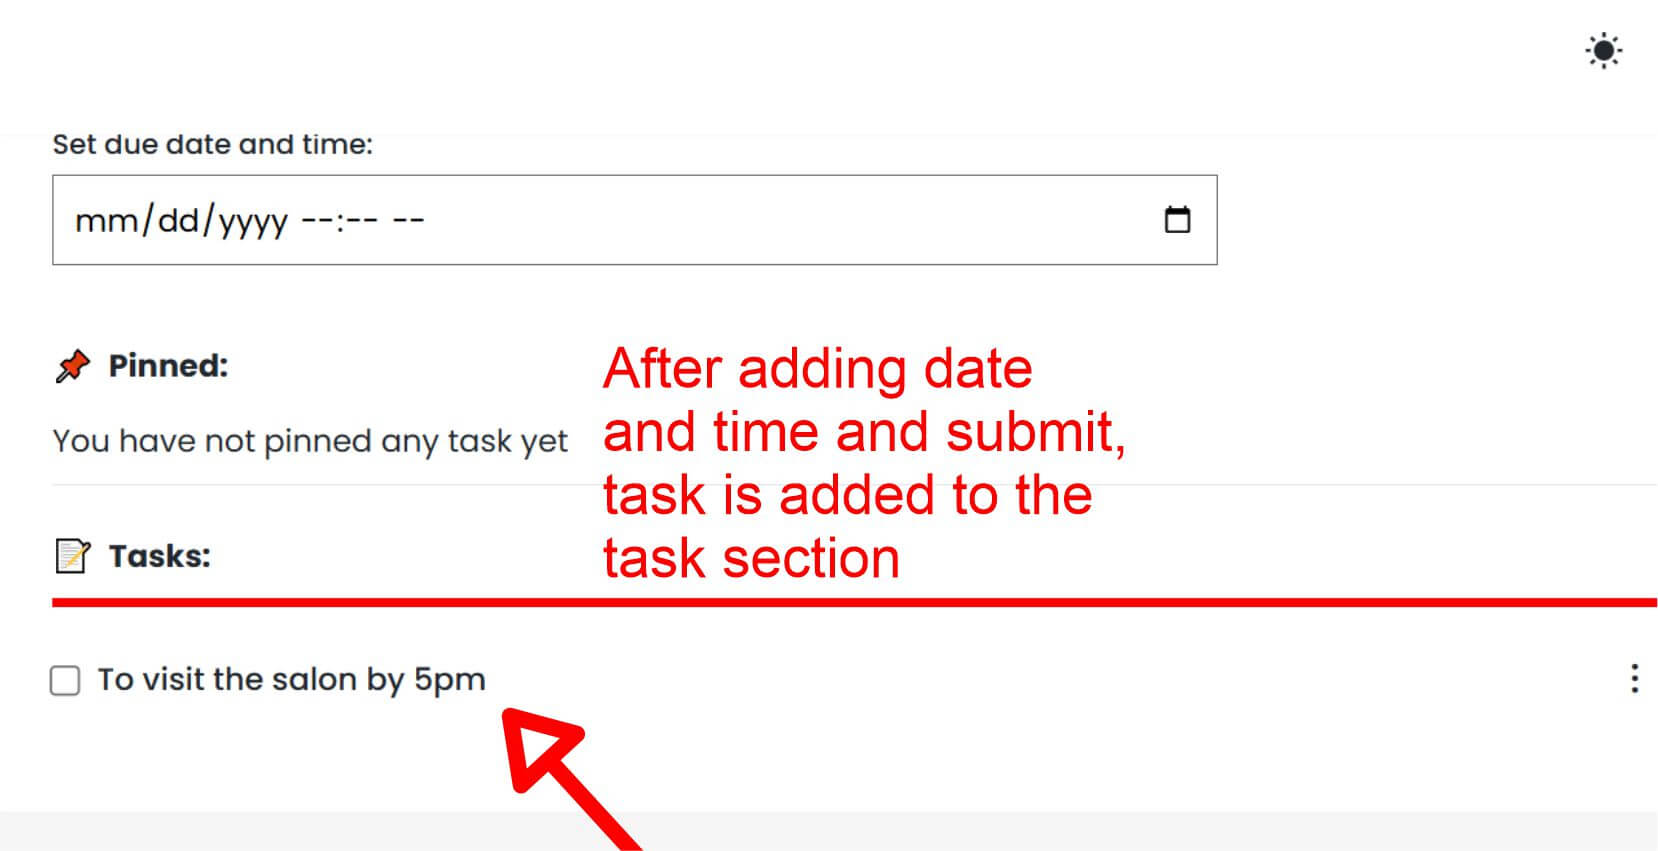 Set due date and time:
mm/dd/yyyy --:-- --
Pinned:
You have not pinned any task yet
After adding date
and time and submit,
task is added to the
task section
Tasks:
To visit the salon by 5pm